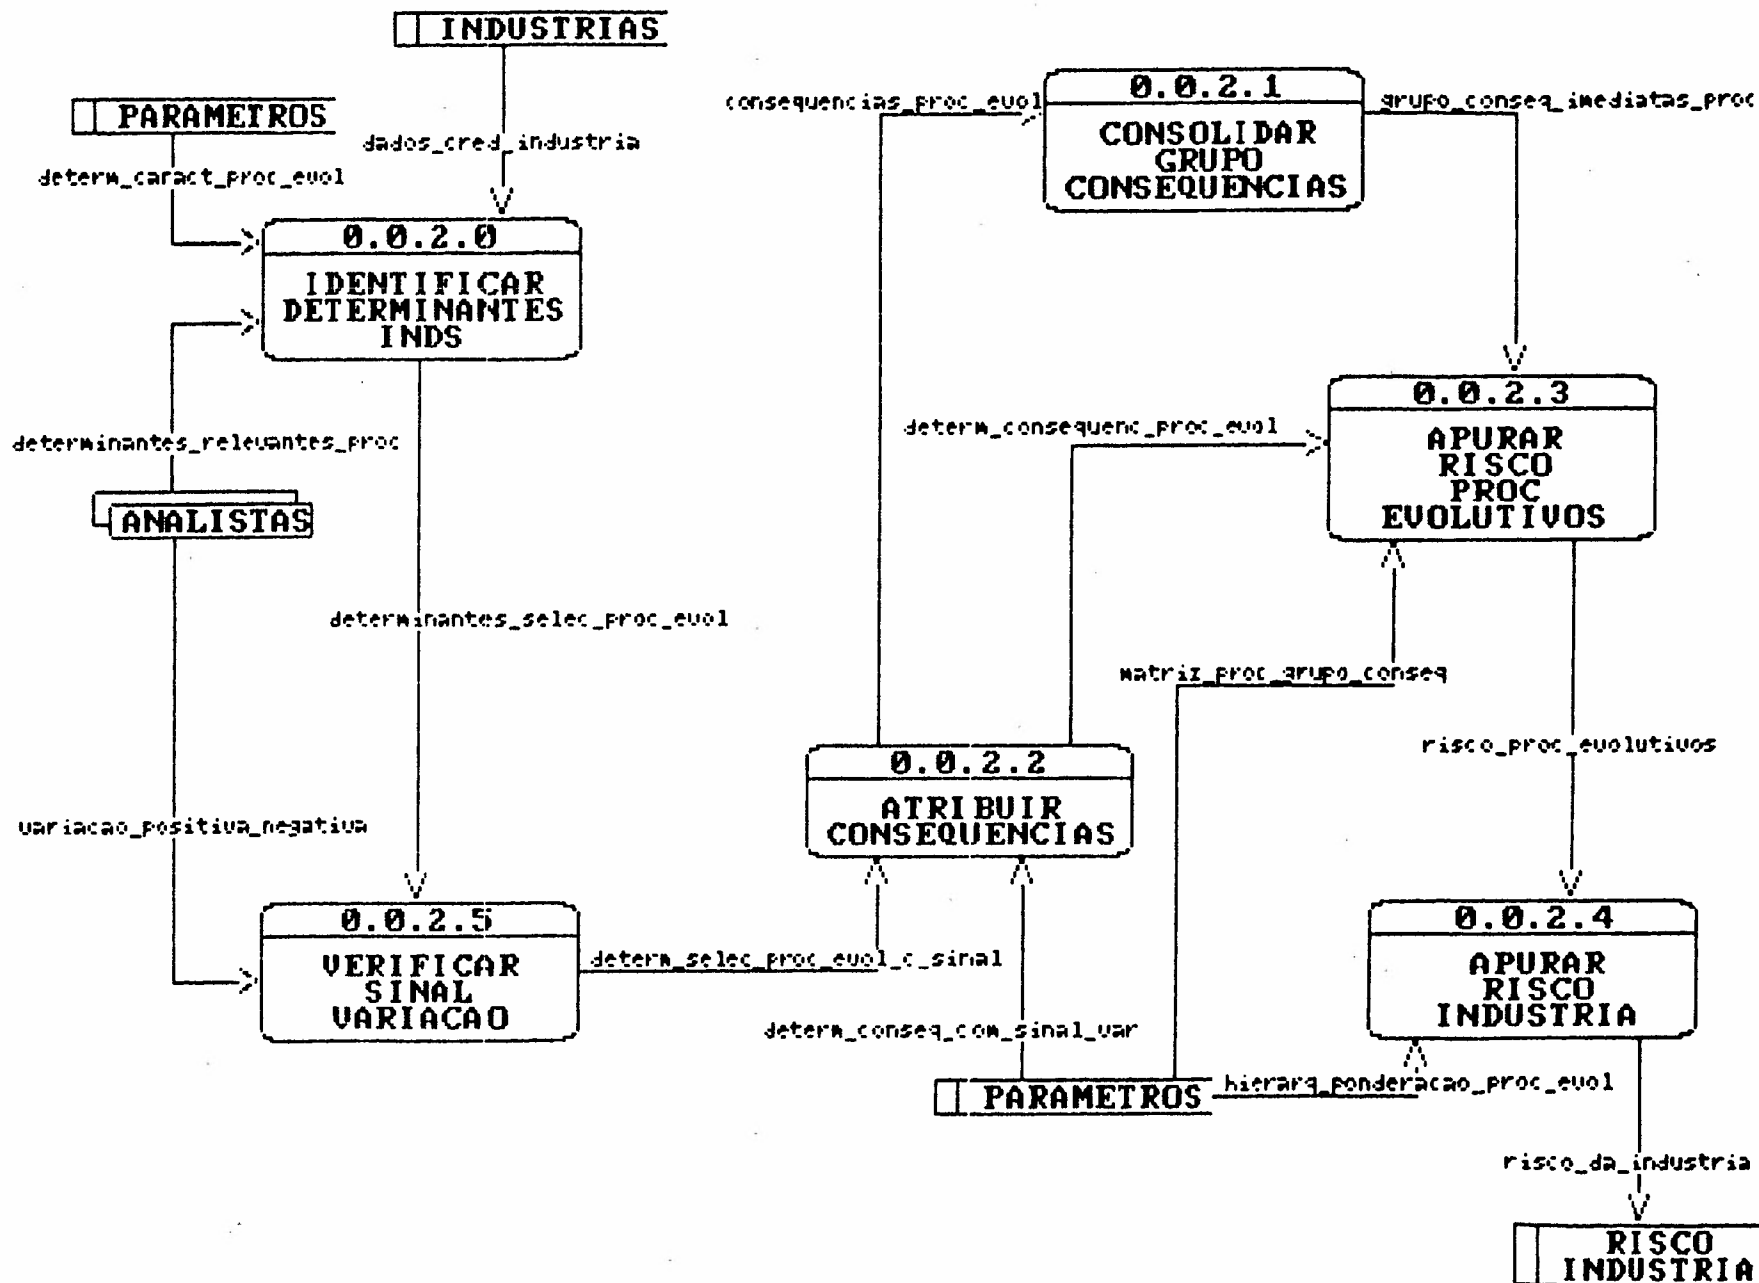 INDUSTRIAS
PARAMETROS
dados_cred_industria
determ_caract_proc_evol
0.0.2.0
IDENTIFICAR
DETERMINANTES
INDS
determinantes_relevantes_proc
ANALISTAS
determinantes_selec_proc_evol
variacao_positiva_negativa
0.0.2.5
VERIFICAR
SINAL
VARIACAO
determ_selec_proc_evol_c_sinal
consequencias_proc_evol
0.0.2.1
CONSOLIDAR
GRUPO
CONSEQUENCIAS
grupo_conseq_imediatas_proc
determ_consequenc_proc_evol
0.0.2.3
APURAR
RISCO
PROC
EVOLUTIVOS
matriz_proc_grupo_conseq
risco_proc_evolutivos
0.0.2.2
ATRIBUIR
CONSEQUENCIAS
determ_conseq_com_sinal_var
PARAMETROS
hierarq_ponderacao_proc_evol
0.0.2.4
APURAR
RISCO
INDUSTRIA
risco_da_industria
RISCO
INDUSTRIA